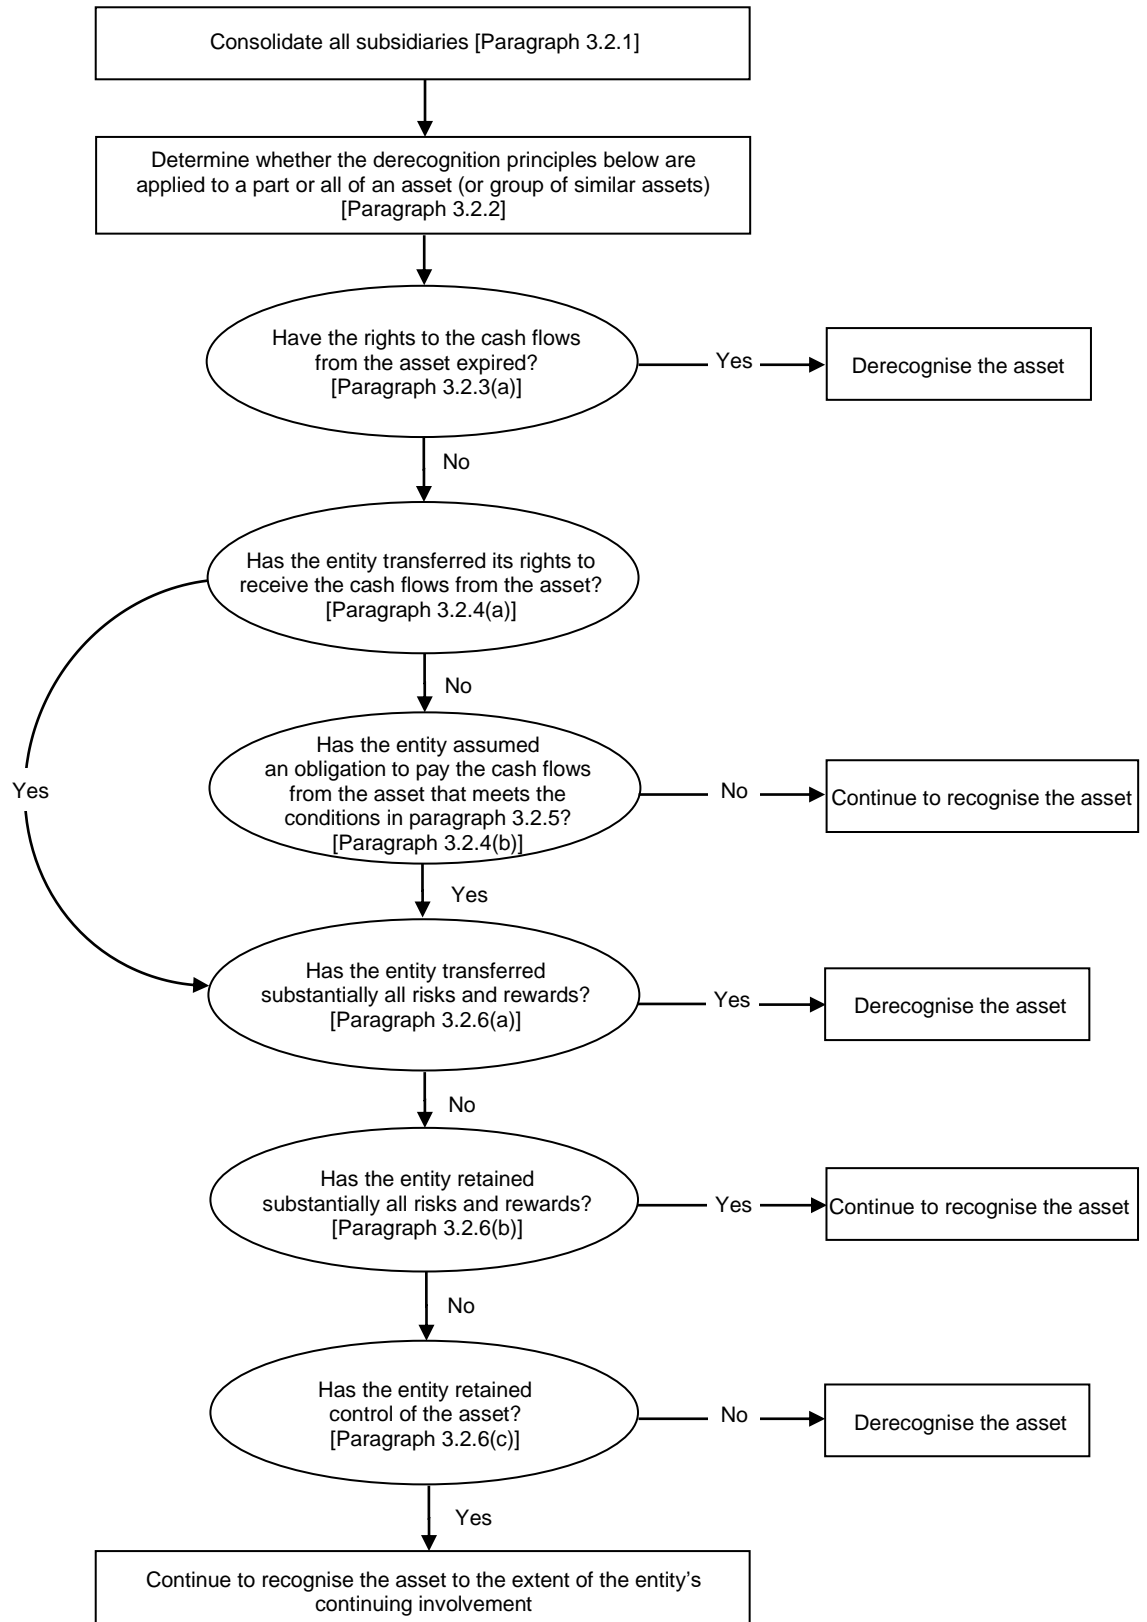 Consolidate all subsidiaries [Paragraph 3.2.1]
Determine whether the derecognition principles below are
applied to a part or all of an asset (or group of similar assets)
[Paragraph 3.2.2]
Have the rights to the cash flows
from the asset expired?
[Paragraph 3.2.3(a)]
Yes
Derecognise the asset
No
Has the entity transferred its rights to
receive the cash flows from the asset?
[Paragraph 3.2.4(a)]
No
Yes
Has the entity assumed
an obligation to pay the cash flows
from the asset that meets the
conditions in paragraph 3.2.5?
[Paragraph 3.2.4(b)]
No
Continue to recognise the asset
Yes
Has the entity transferred
substantially all risks and rewards?
[Paragraph 3.2.6(a)]
Yes
Derecognise the asset
No
Has the entity retained
substantially all risks and rewards?
[Paragraph 3.2.6(b)]
Yes
Continue to recognise the asset
No
Has the entity retained
control of the asset?
[Paragraph 3.2.6(c)]
No
Derecognise the asset
Yes
Continue to recognise the asset to the extent of the entity’s
continuing involvement